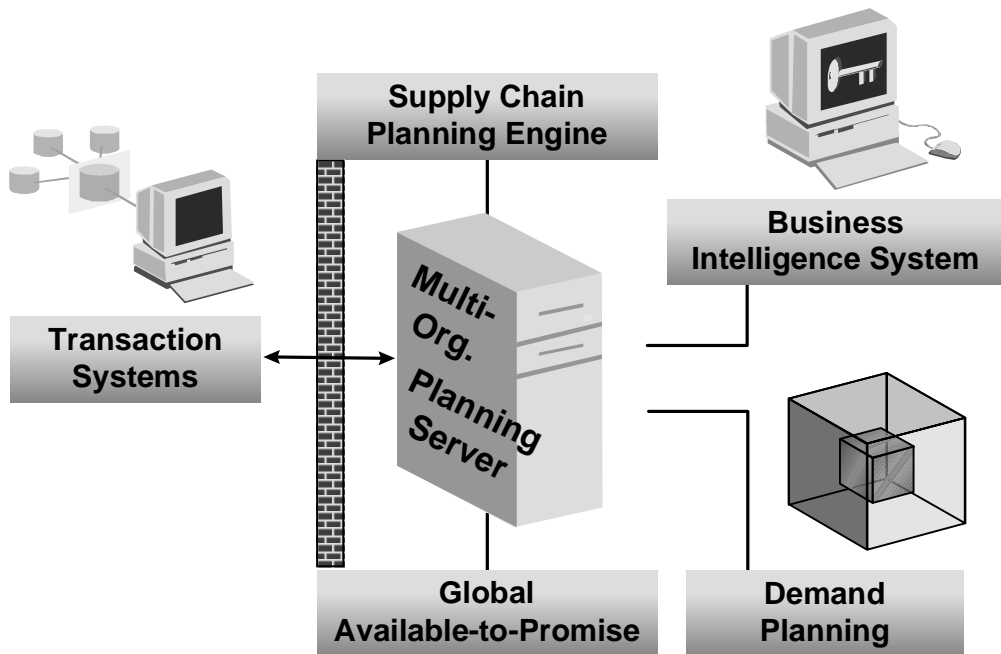 Supply Chain
Planning Engine
Business
Intelligence System
Transaction
Systems
Multi-
Org.
Planning
Server
Global
Available-to-Promise
Demand
Planning